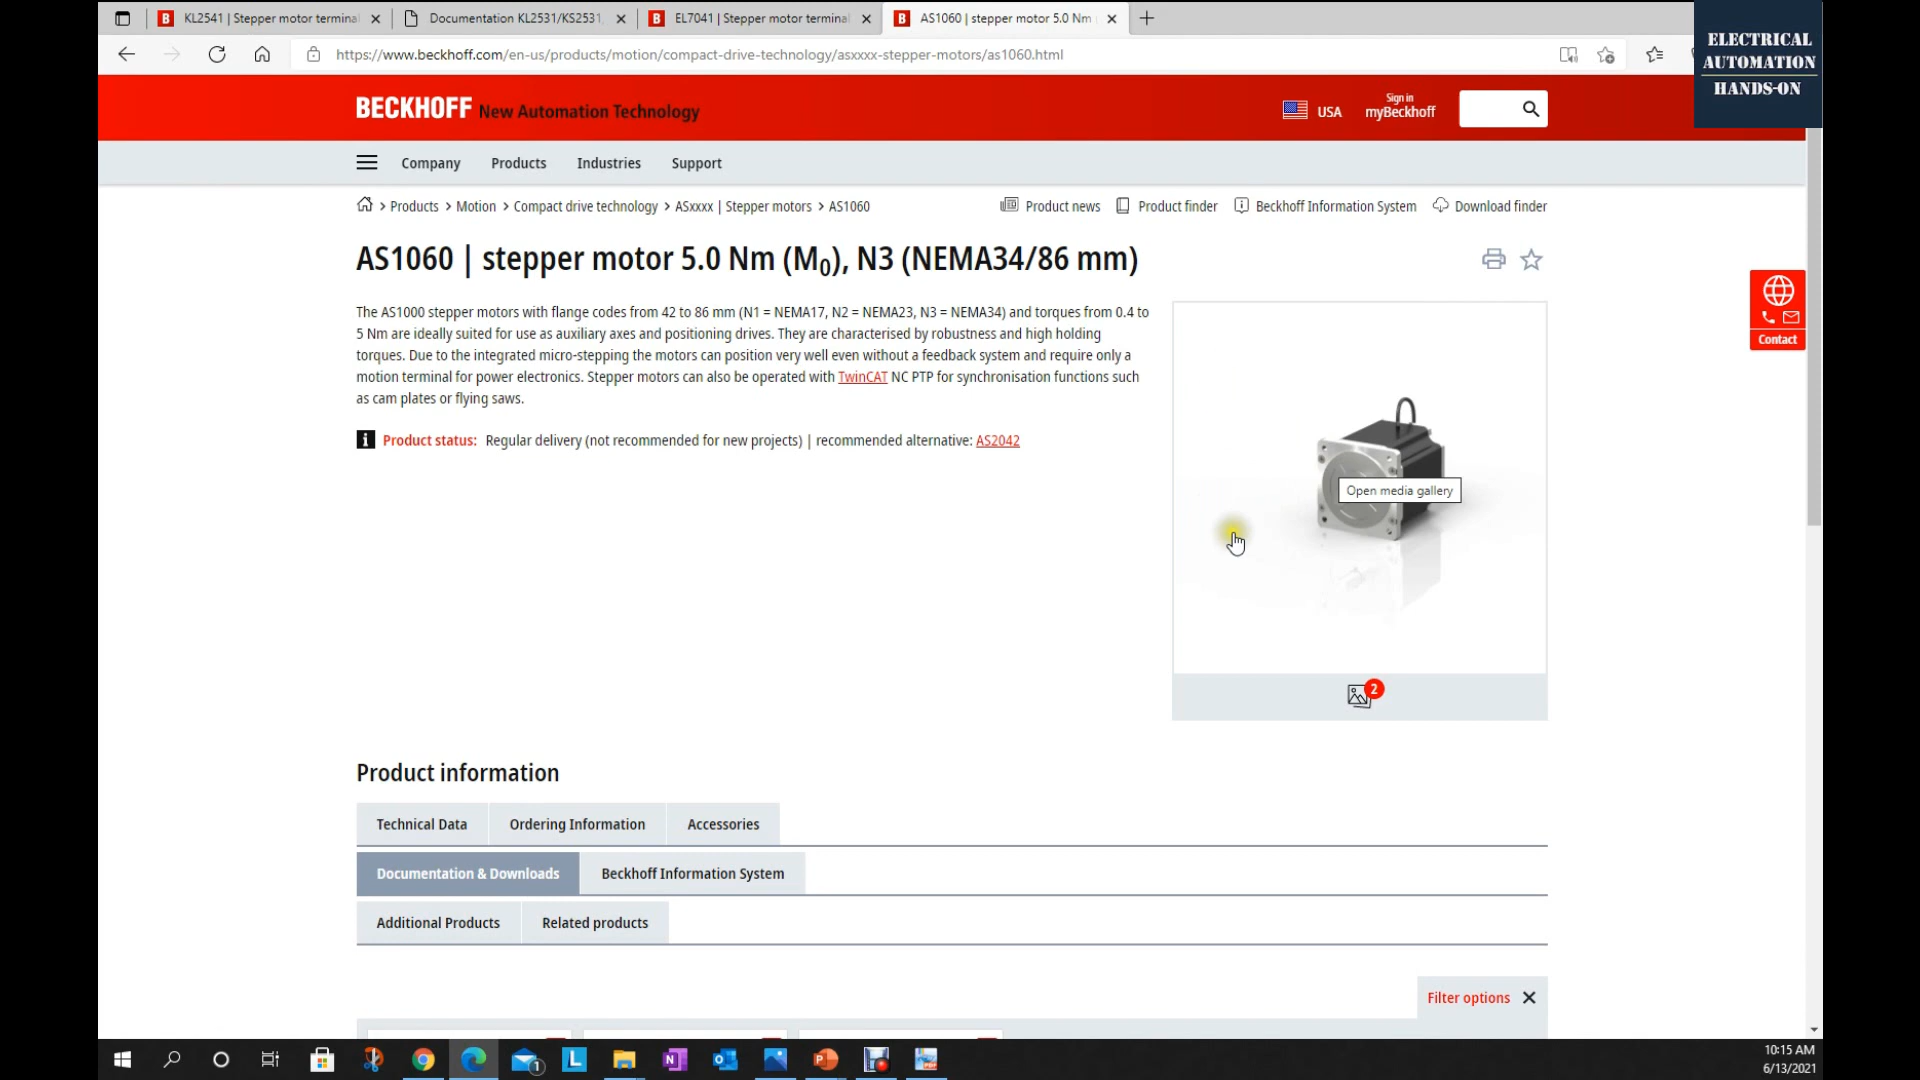 KL2541 | Stepper motor terminal
Documentation KL2531/KS2531,
EL7041 | Stepper motor terminal
AS1060 | stepper motor 5.0 Nm
https://www.beckhoff.com/en-us/products/motion/compact-drive-technology/asxxxx-stepper-motors/as1060.html
ELECTRICAL
AUTOMATION
HANDS-ON
BECKHOFF New Automation Technology
USA
Sign in
myBeckhoff
Company Products Industries Support
> Products > Motion > Compact drive technology > ASxxxx | Stepper motors > AS1060
Product news Product finder Beckhoff Information System Download finder
AS1060 | stepper motor 5.0 Nm (M0), N3 (NEMA34/86 mm)
The AS1000 stepper motors with flange codes from 42 to 86 mm (N1 = NEMA17, N2 = NEMA23, N3 = NEMA34) and torques from 0.4 to
5 Nm are ideally suited for use as auxiliary axes and positioning drives. They are characterised by robustness and high holding
torques. Due to the integrated micro-stepping the motors can position very well even without a feedback system and require only a
motion terminal for power electronics. Stepper motors can also be operated with TwinCAT NC PTP for synchronisation functions such
as cam plates or flying saws.
Contact
i Product status: Regular delivery (not recommended for new projects) | recommended alternative: AS2042
Open media gallery
2
Product information
Technical Data Ordering Information Accessories
Documentation & Downloads Beckhoff Information System
Additional Products Related products
Filter options
1
10:15 AM
6/13/2021